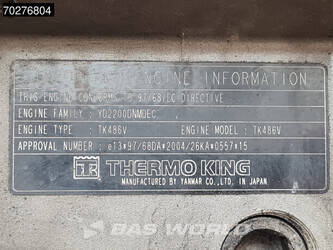 70276804
ENGINE INFORMATION
THIS ENGINE CONFORMS TO 97/68/EC DIRECTIVE
ENGINE FAMILY : YD2200DNMDEC
ENGINE TYPE : TK486V ENGINE MODEL : TK486V
APPROVAL NUMBER : e13*97/68DA*2004/26KA*0557*15
THERMO KING
MANUFACTURED BY YANMAR CO., LTD. IN JAPAN
BAS WORLD